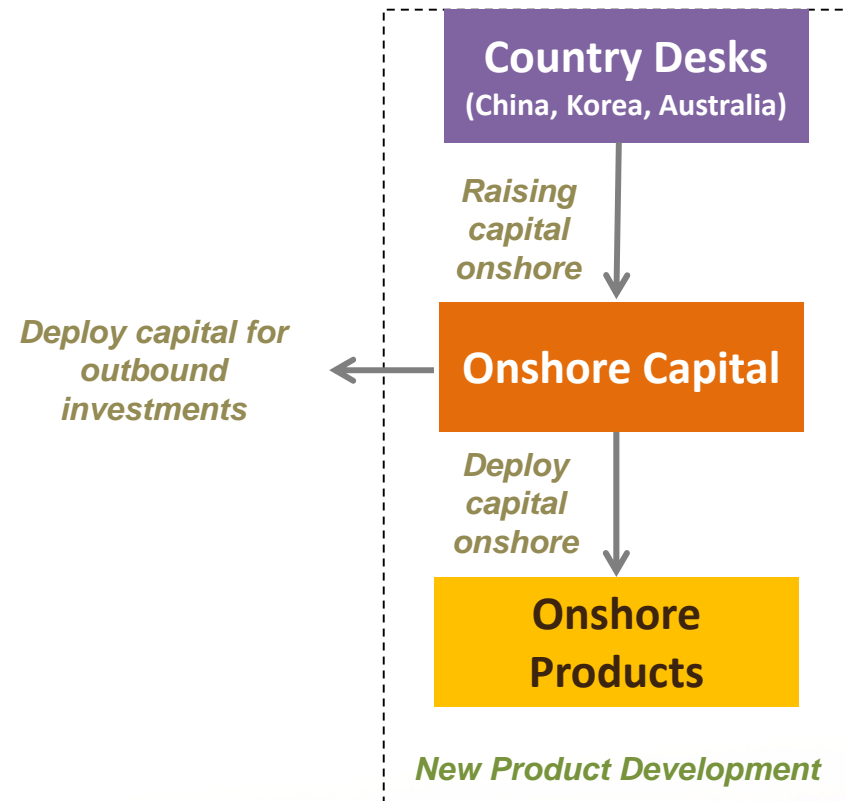 Country Desks
(China, Korea, Australia)
Raising
capital
onshore
Deploy capital for
outbound
investments
Onshore Capital
Deploy
capital
onshore
Onshore
Products
New Product Development